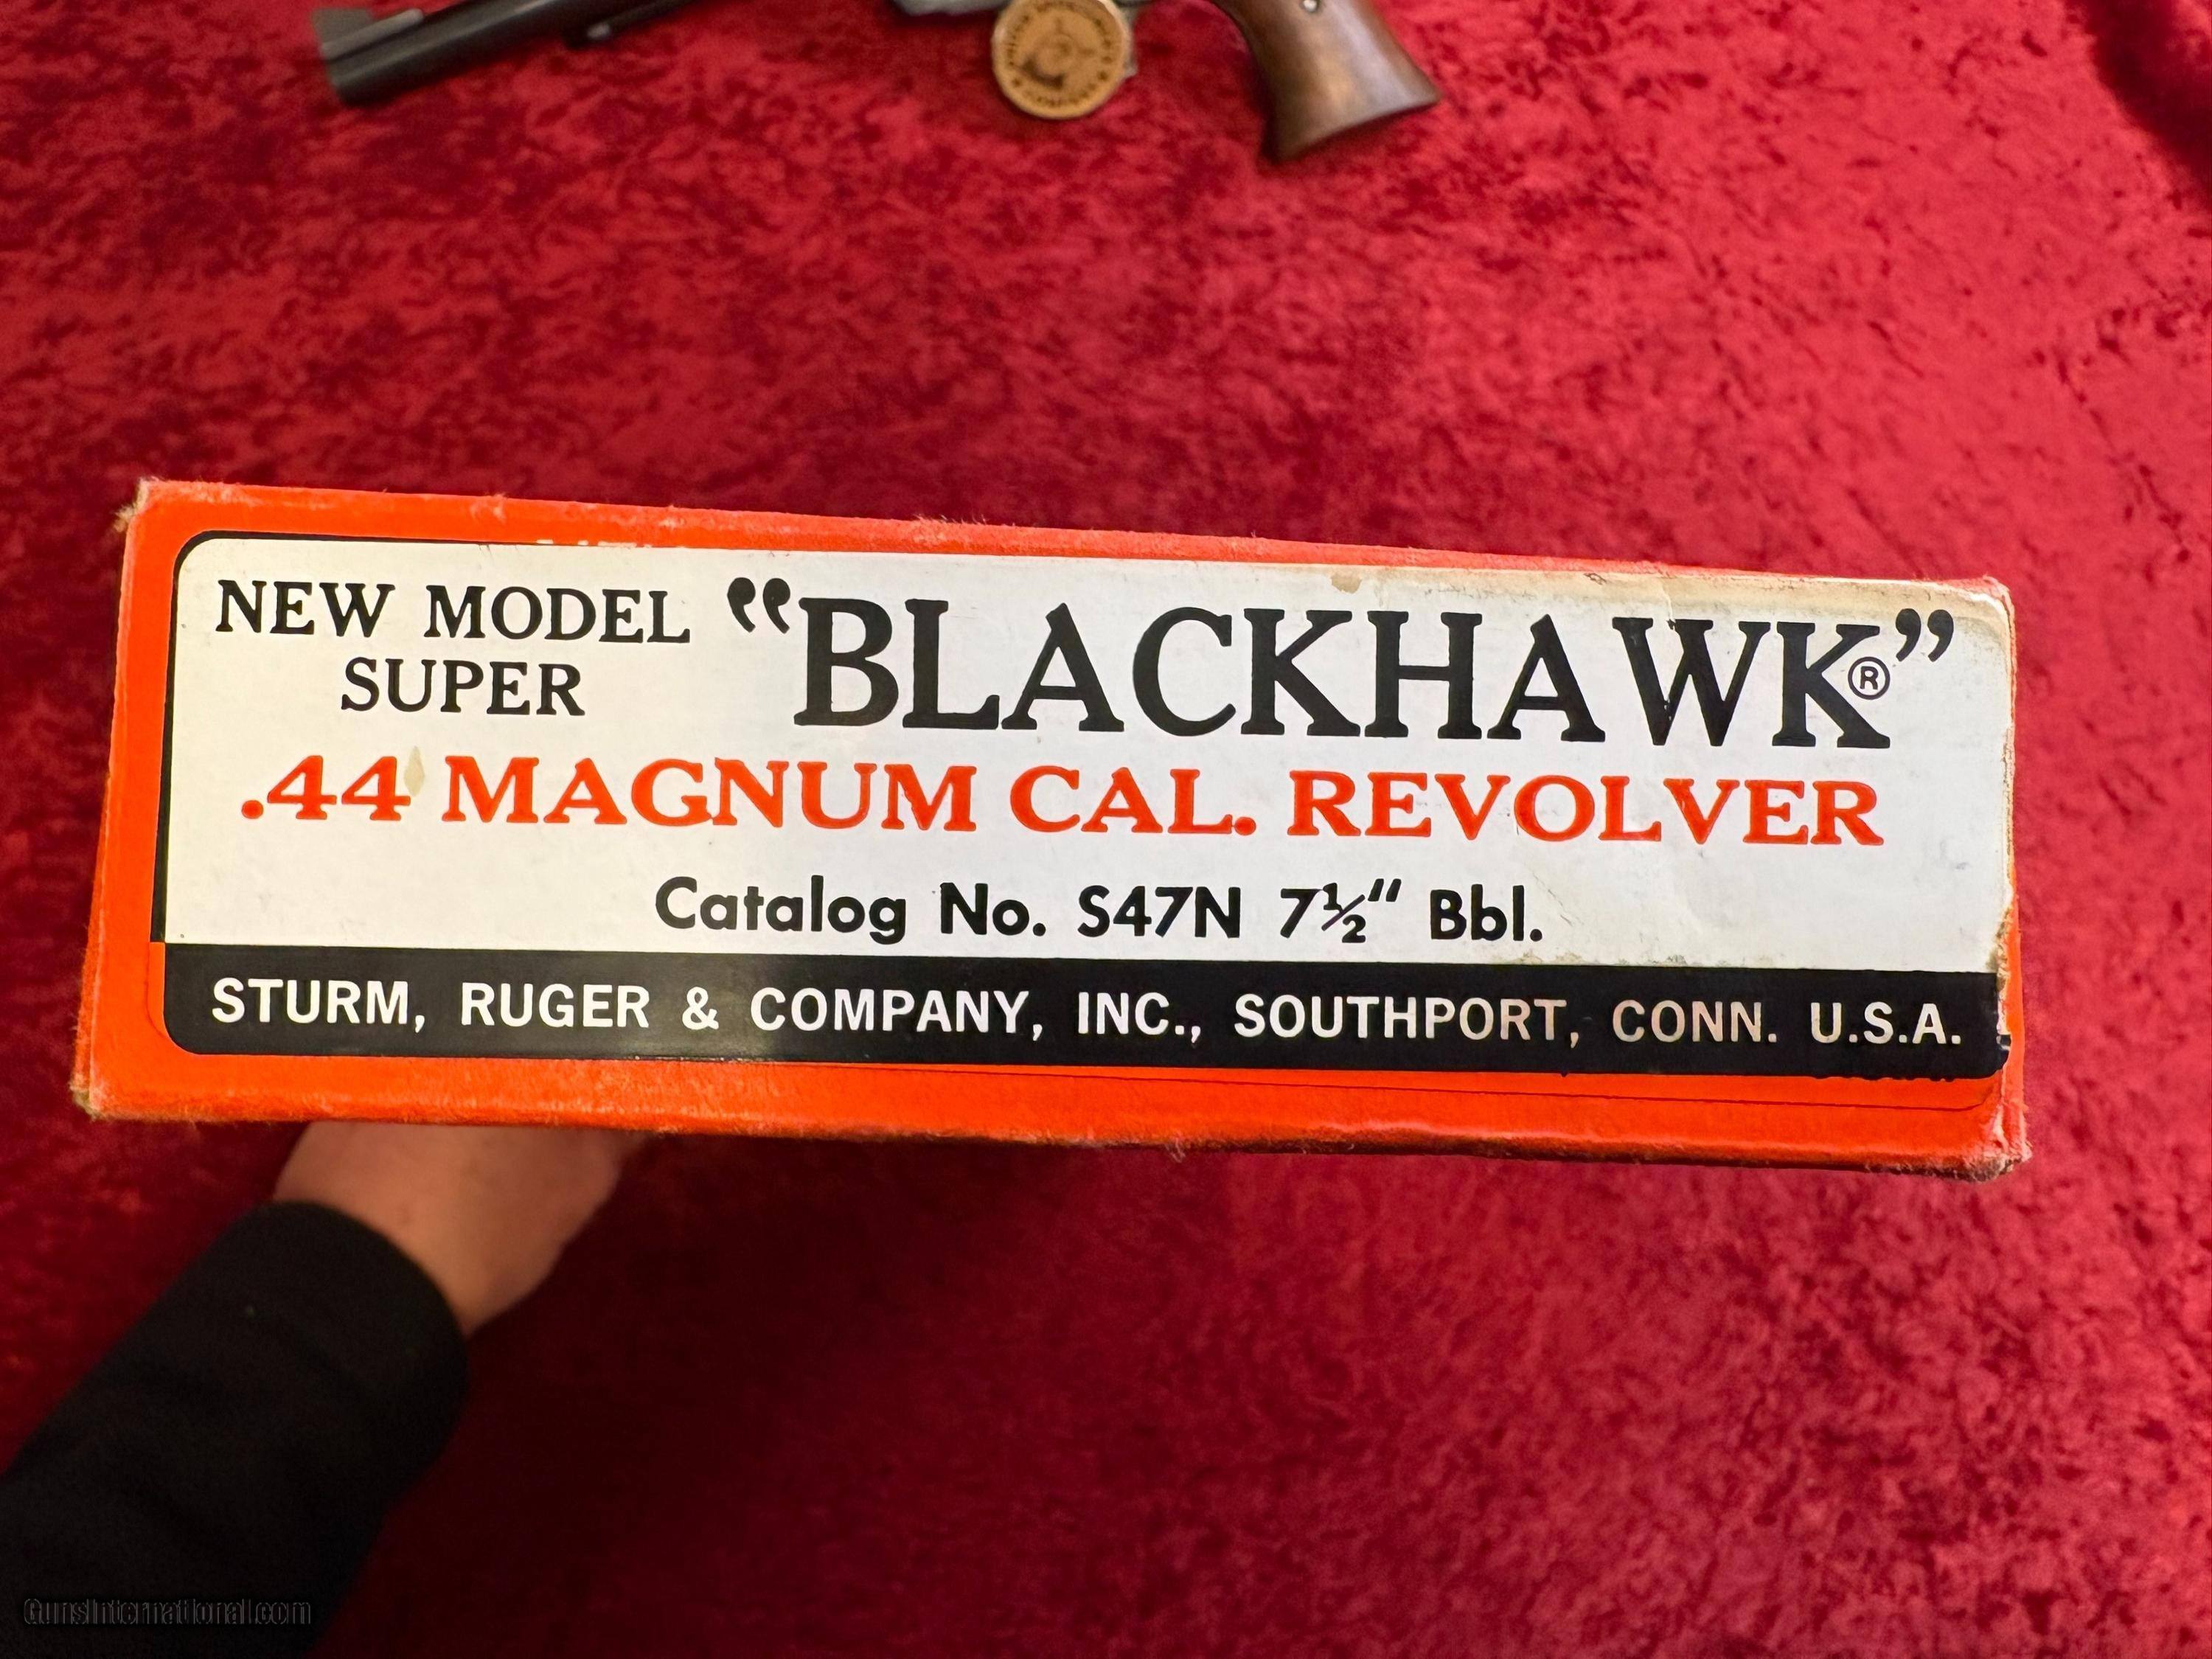 NEW MODEL "BLACKHAWK®"
SUPER
.44 MAGNUM CAL. REVOLVER
Catalog No. S47N 7½" Bbl.
STURM, RUGER & COMPANY, INC., SOUTHPORT, CONN. U.S.A.
GunsInternational.com